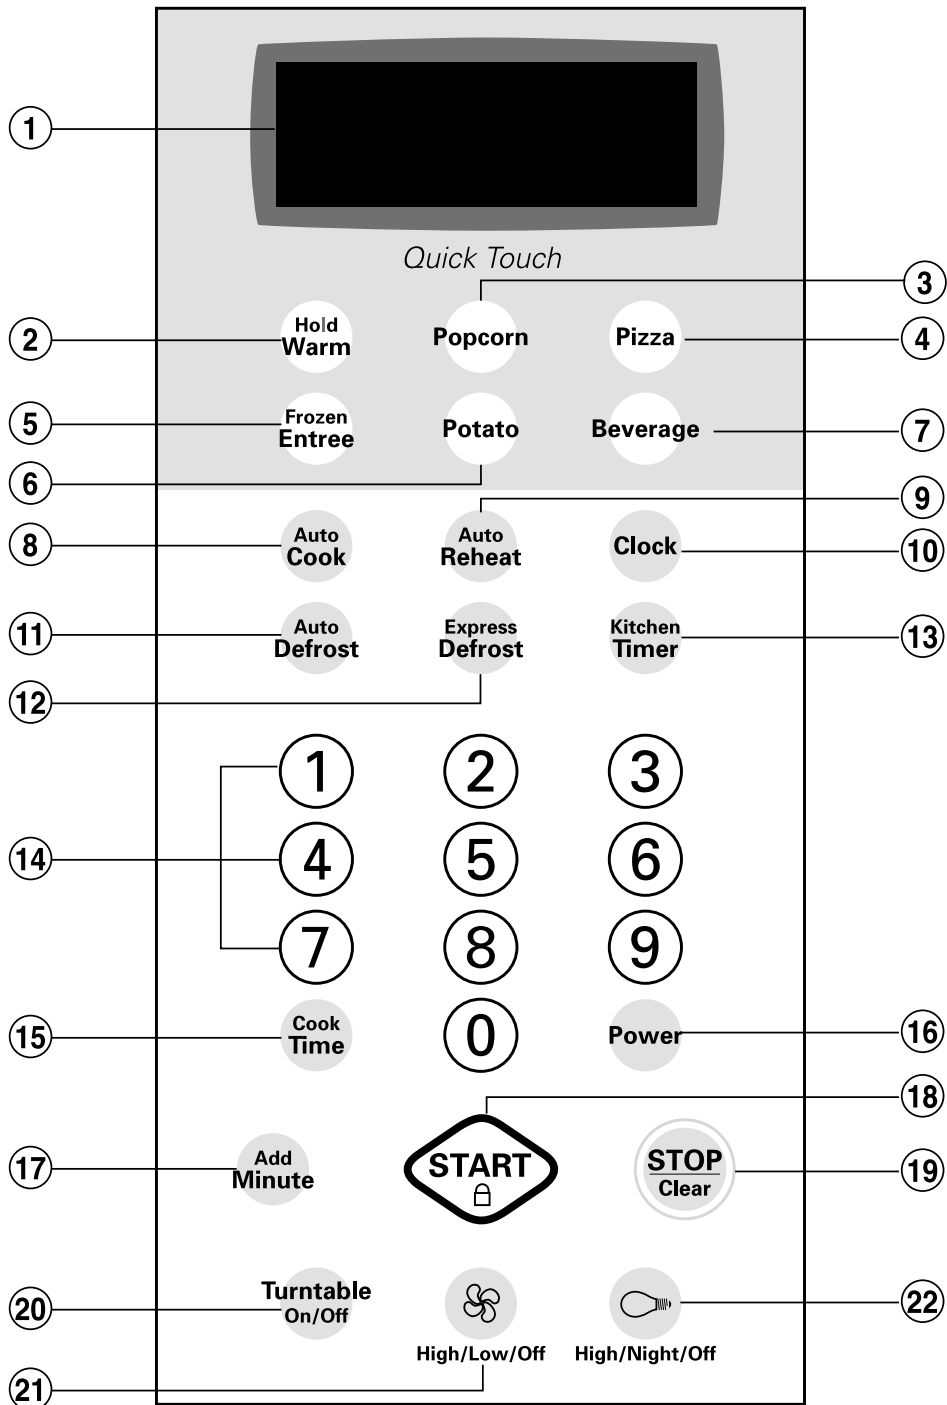 1
Quick Touch
3
2
Hold
Warm
Popcorn
Pizza
4
5
Frozen
Entree
Potato
Beverage
7
6
9
8
Auto
Cook
Auto
Reheat
Clock
10
11
Auto
Defrost
Express
Defrost
Kitchen
Timer
13
12
1
2
3
14
4
5
6
7
8
9
15
Cook
Time
0
Power
16
18
17
Add
Minute
START
STOP
Clear
19
20
Turntable
On/Off
22
High/Low/Off
High/Night/Off
21